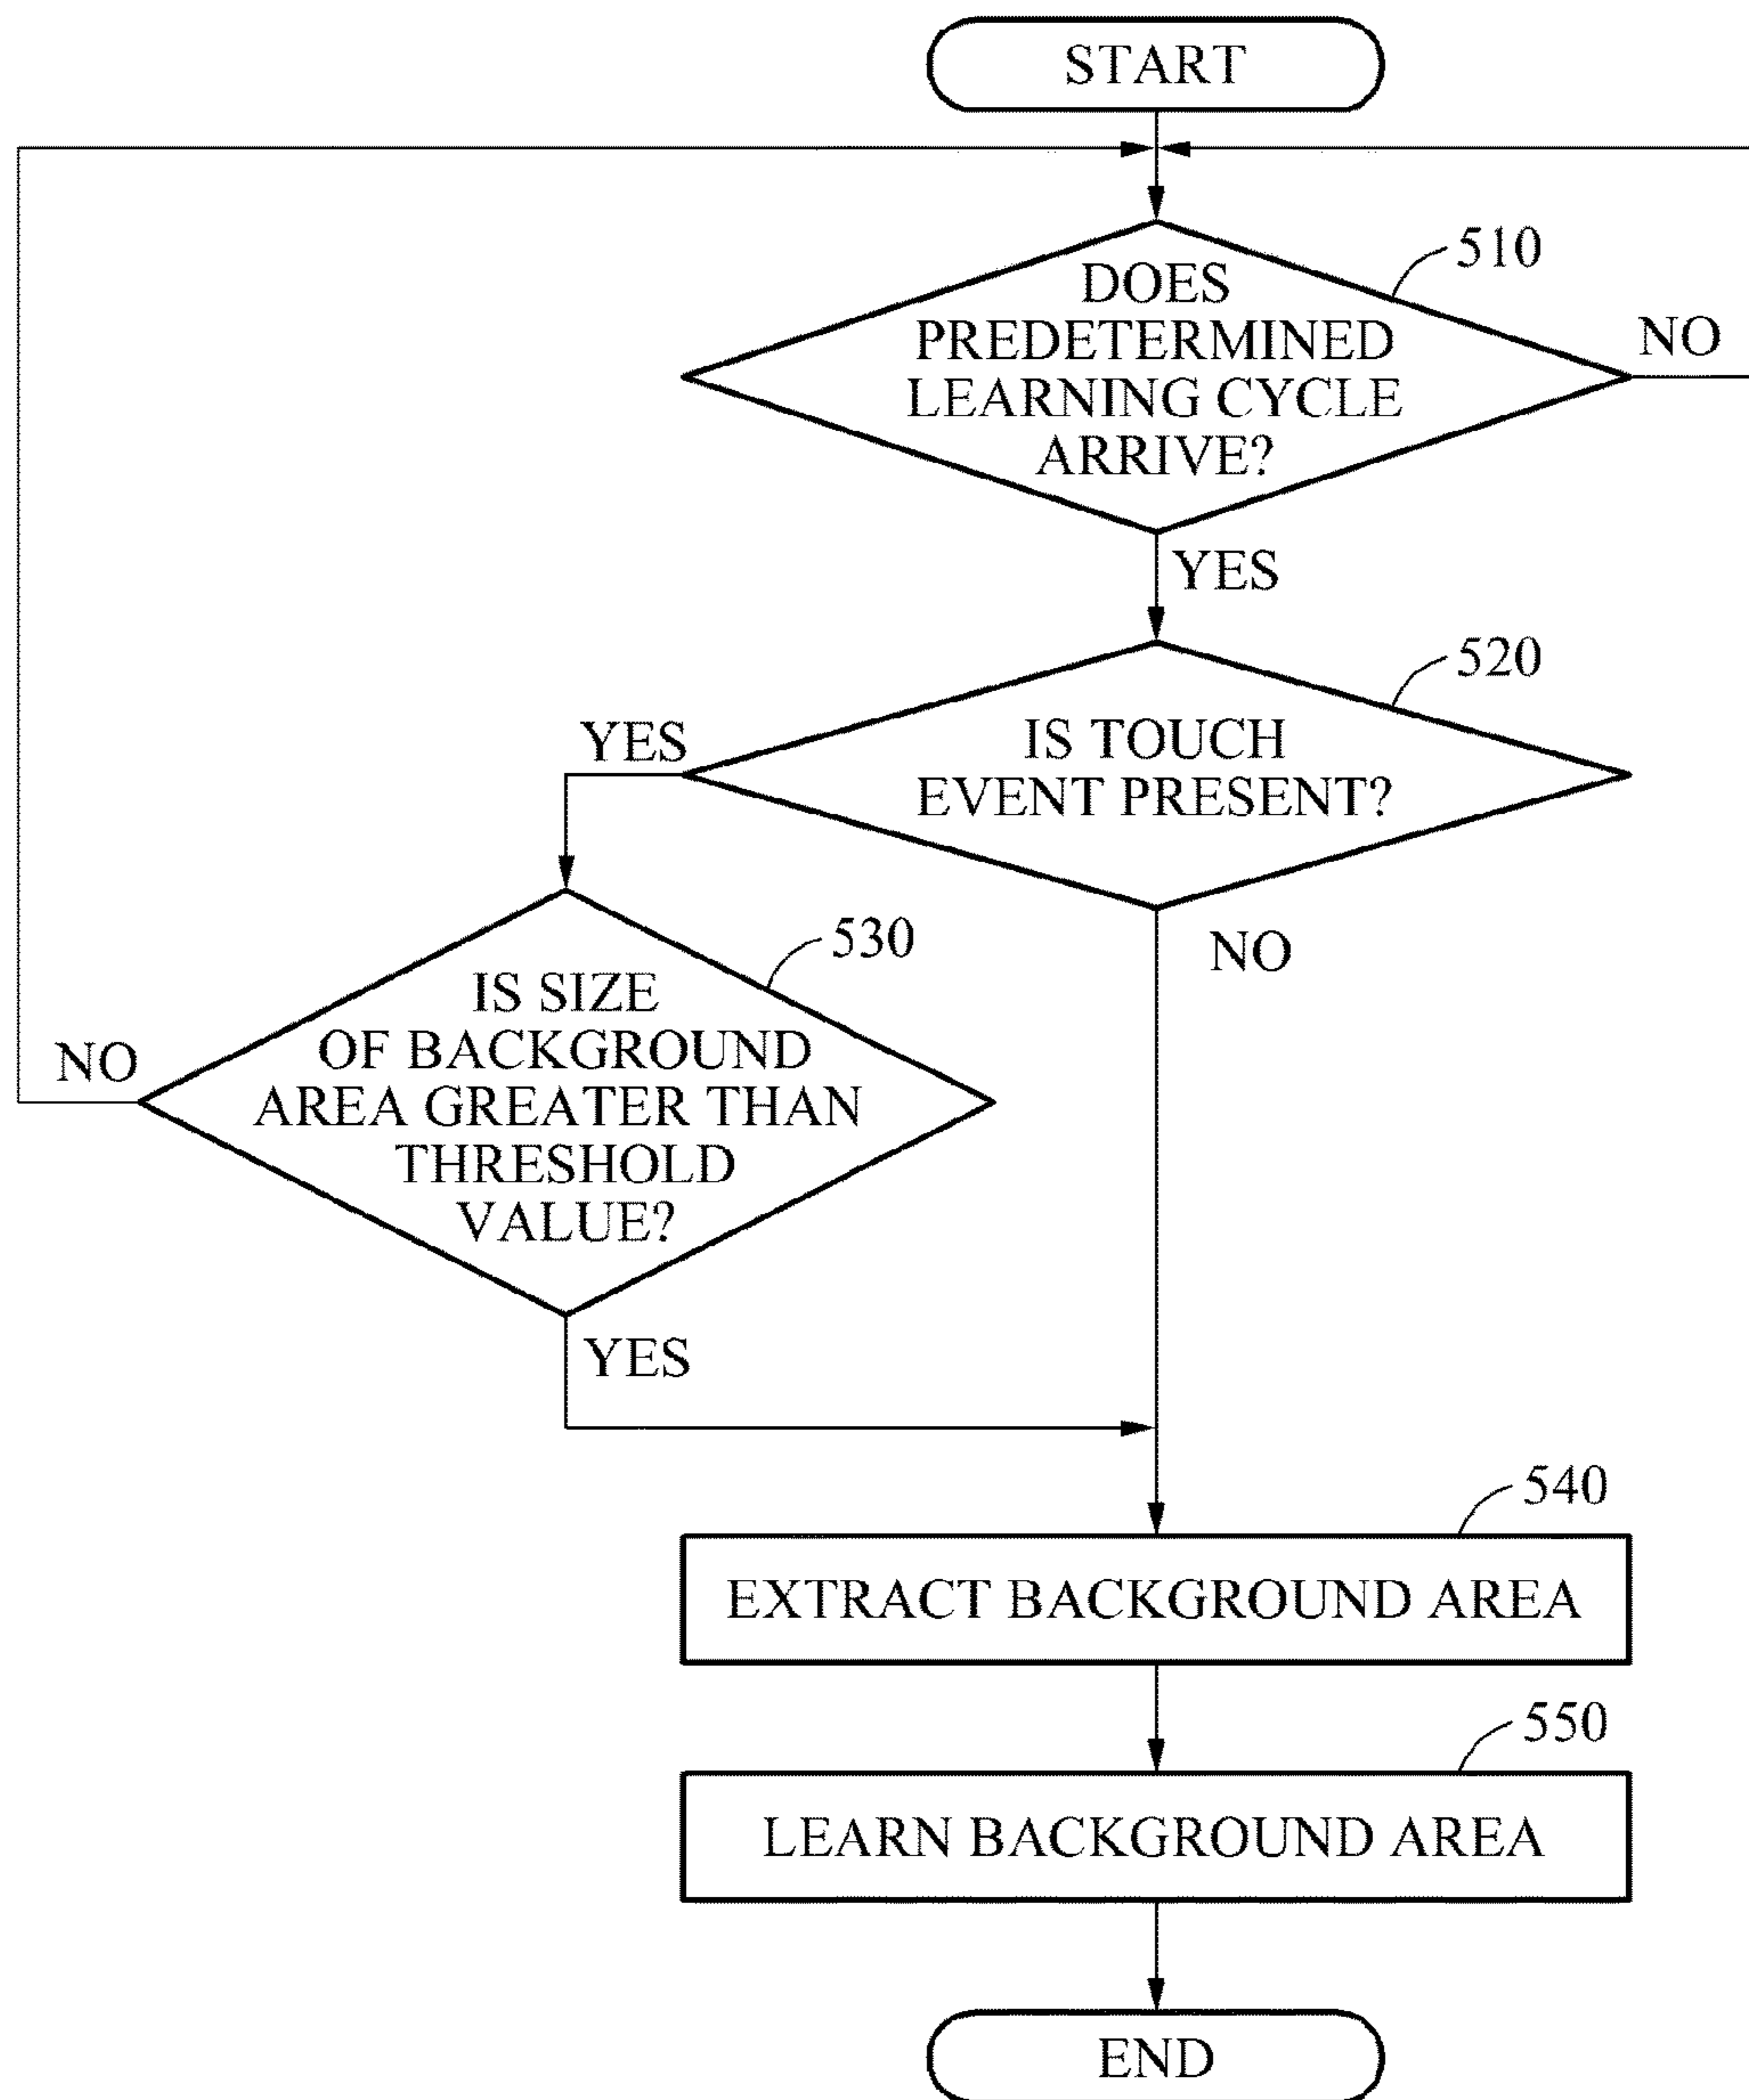 START
510
DOES
PREDETERMINED
LEARNING CYCLE
ARRIVE?
NO
YES
520
IS TOUCH
EVENT PRESENT?
YES
NO
530
IS SIZE
OF BACKGROUND
AREA GREATER THAN
THRESHOLD
VALUE?
NO
YES
540
EXTRACT BACKGROUND AREA
550
LEARN BACKGROUND AREA
END